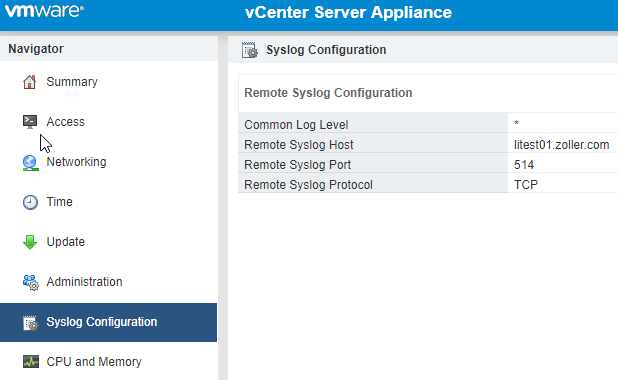 vmware®
vCenter Server Appliance
Navigator
Summary
Access
Networking
Time
Update
Administration
Syslog Configuration
CPU and Memory
Syslog Configuration
Remote Syslog Configuration
Common Log Level *
Remote Syslog Host litest01.zoller.com
Remote Syslog Port 514
Remote Syslog Protocol TCP